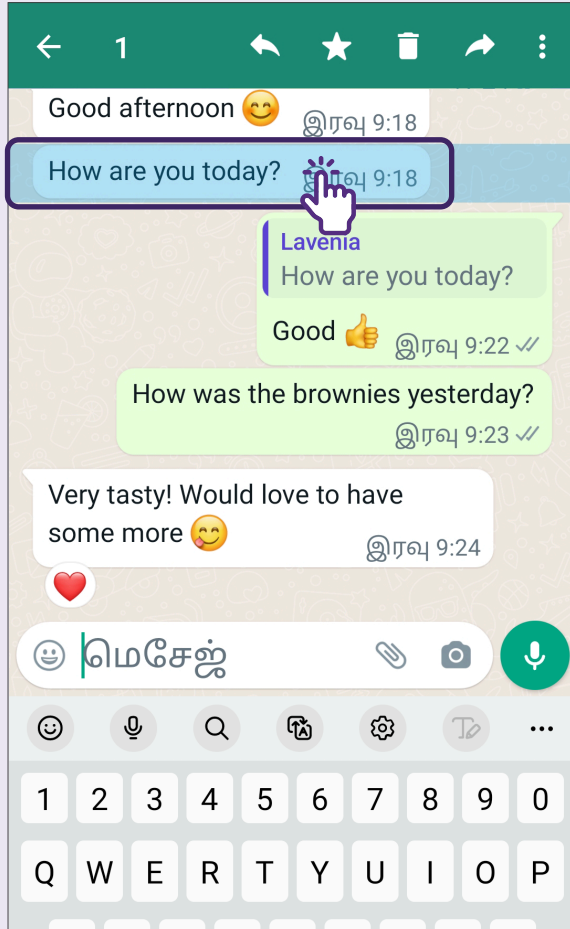 1
Good afternoon 😊 இரவு 9:18
How are you today? இரவு 9:18
Lavenia
How are you today?
Good 👍 இரவு 9:22
How was the brownies yesterday?
இரவு 9:23
Very tasty! Would love to have
some more 😋 இரவு 9:24
❤️
மெசேஜ்
1 2 3 4 5 6 7 8 9 0
Q W E R T Y U I O P